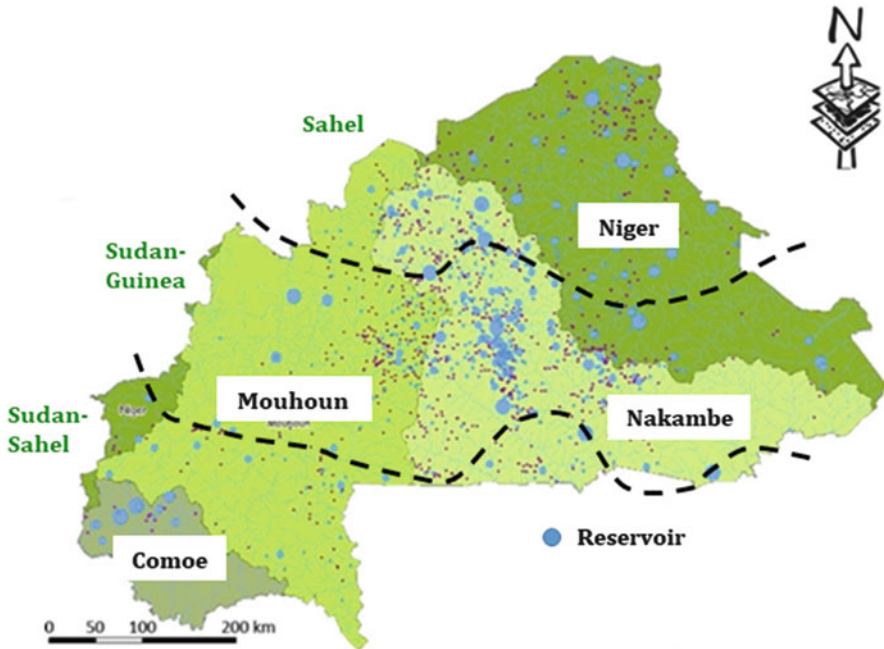 N
Sahel
Niger
Sudan-
Guinea
Sudan-
Sahel
Mouhoun
Nakambe
Comoe
Reservoir
0 50 100 200 km